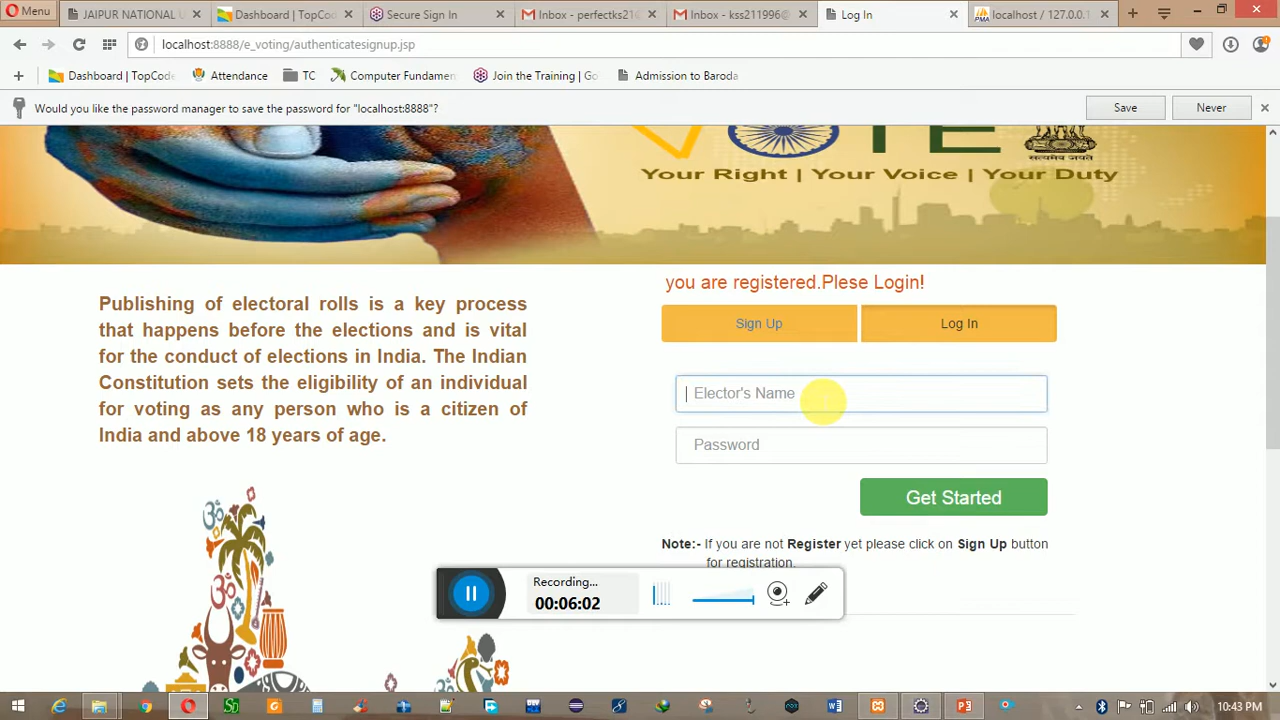 Menu
JAIPUR NATIONAL U
Dashboard | TopCod
Secure Sign In
Inbox - perfectks21@
Inbox - kss211996@
Log In
localhost / 127.0.0.1
localhost:8888/e_voting/authenticatesignup.jsp
Dashboard | TopCode
Attendance
TC
Computer Fundamen
Join the Training | Go
Admission to Baroda
Would you like the password manager to save the password for "localhost:8888"?
Save
Never
VOTE
सत्यमेव जयते
Your Right | Your Voice | Your Duty
you are registered.Plese Login!
Sign Up
Log In
Publishing of electoral rolls is a key process
that happens before the elections and is vital
for the conduct of elections in India. The Indian
Constitution sets the eligibility of an individual
for voting as any person who is a citizen of
India and above 18 years of age.
Elector's Name
Password
Get Started
Note:- If you are not Register yet please click on Sign Up button
for registration.
Recording...
00:06:02
10:43 PM